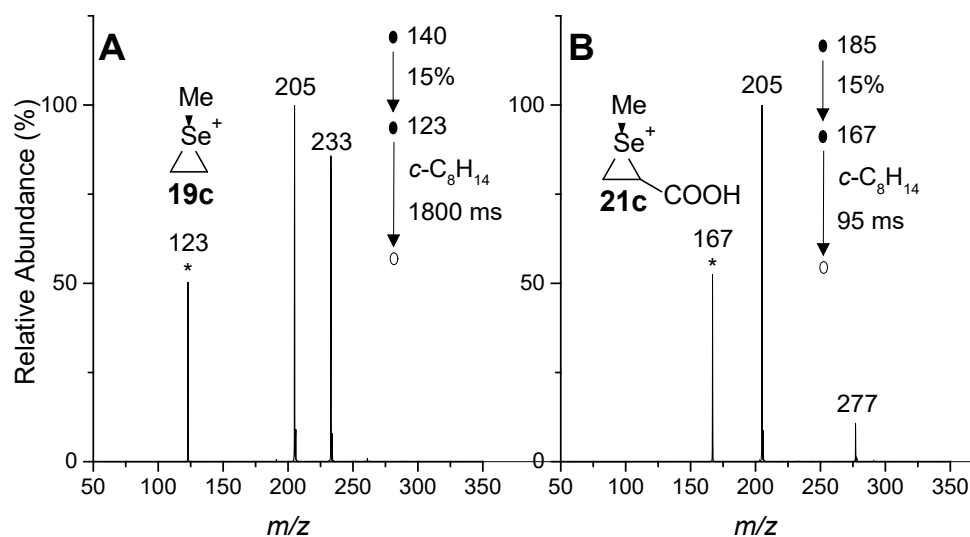 Relative Abundance (%)
A
140
15%
123
c-C₈H₁₄
1800 ms
205
233
Me
Se⁺
19c
123
*
100
50
0
50 100 150 200 250 300 350
m/z
B
185
15%
167
c-C₈H₁₄
95 ms
205
Me
Se⁺
21c
COOH
167
*
277
100
50
0
50 100 150 200 250 300 350
m/z